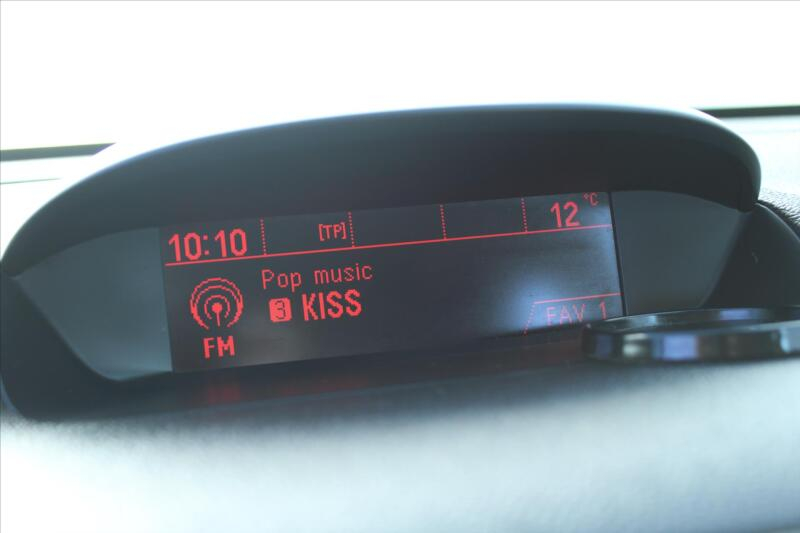 10:10 [TP] 12 °C
Pop music
3 KISS
FM
FAV 1